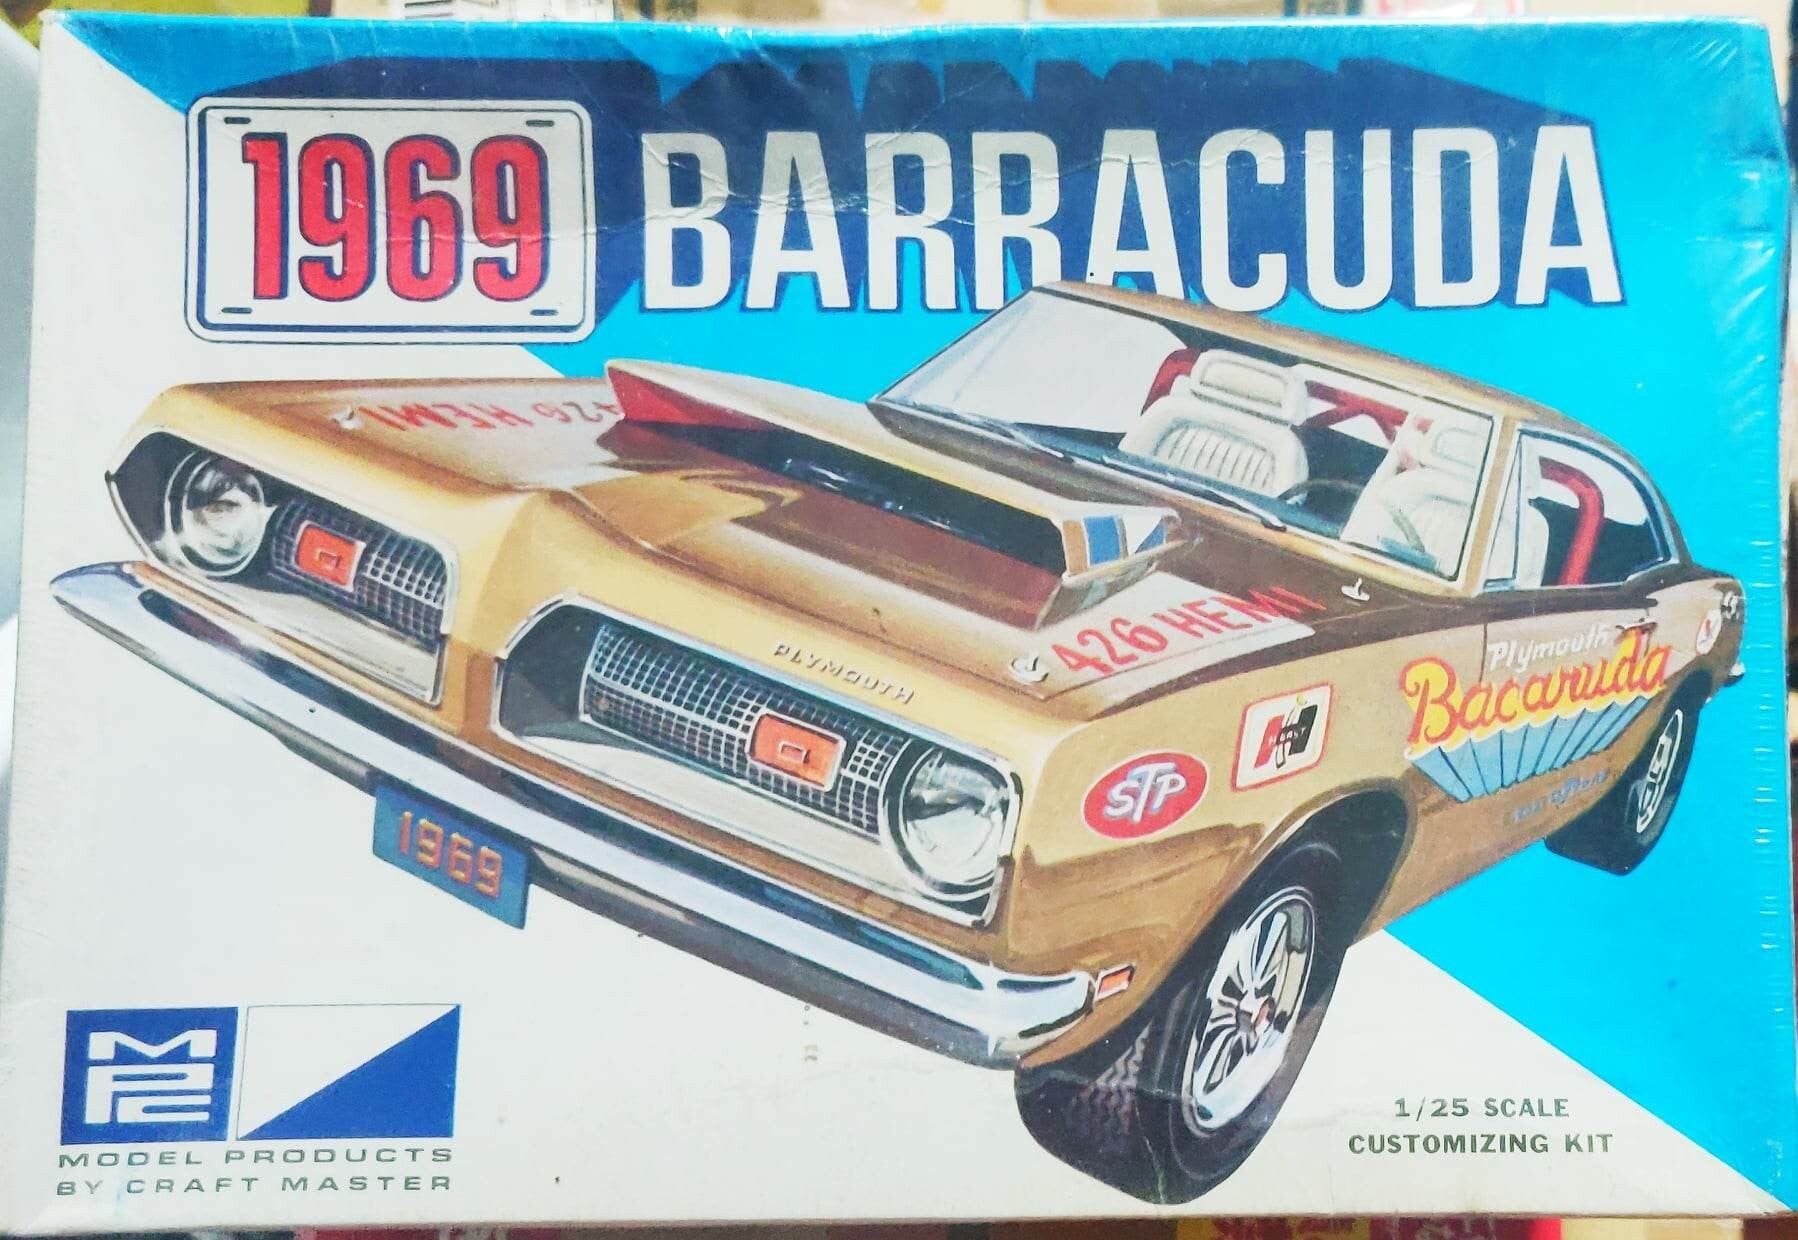 1969 BARRACUDA
426 HEMI
426 HEMI
PLYMOUTH
Plymouth
Bacaruda
HURST
STP
1969
MPC
MODEL PRODUCTS
BY CRAFT MASTER
1/25 SCALE
CUSTOMIZING KIT